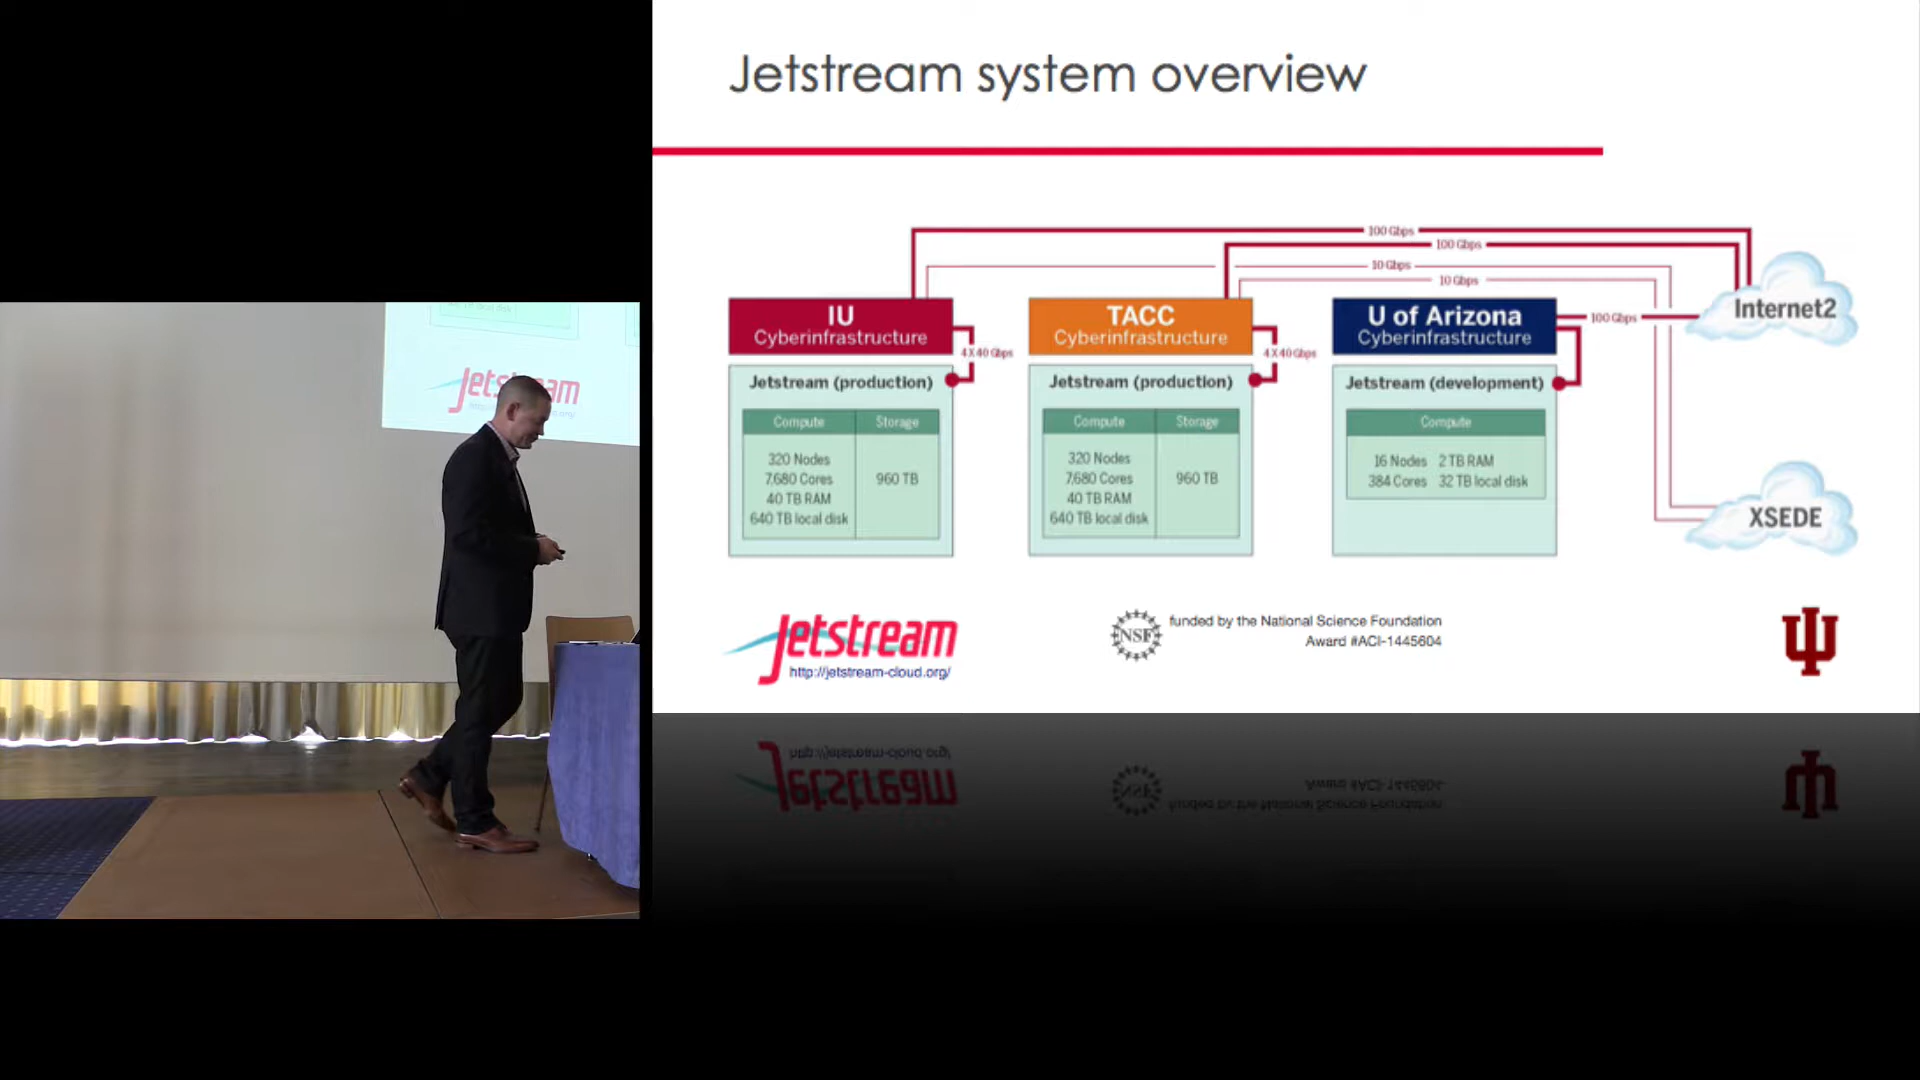 Jetstream system overview
100 Gbps
100 Gbps
10 Gbps
10 Gbps
IU
Cyberinfrastructure
4X40 Gbps
Jetstream (production)
Compute
Storage
320 Nodes
7,680 Cores
40 TB RAM
640 TB local disk
960 TB
TACC
Cyberinfrastructure
4X40 Gbps
Jetstream (production)
Compute
Storage
320 Nodes
7,680 Cores
40 TB RAM
640 TB local disk
960 TB
U of Arizona
Cyberinfrastructure
100 Gbps
Jetstream (development)
Compute
16 Nodes 2 TB RAM
384 Cores 32 TB local disk
Internet2
XSEDE
Jetstream
http://jetstream-cloud.org/
NSF
funded by the National Science Foundation
Award #ACI-1445604